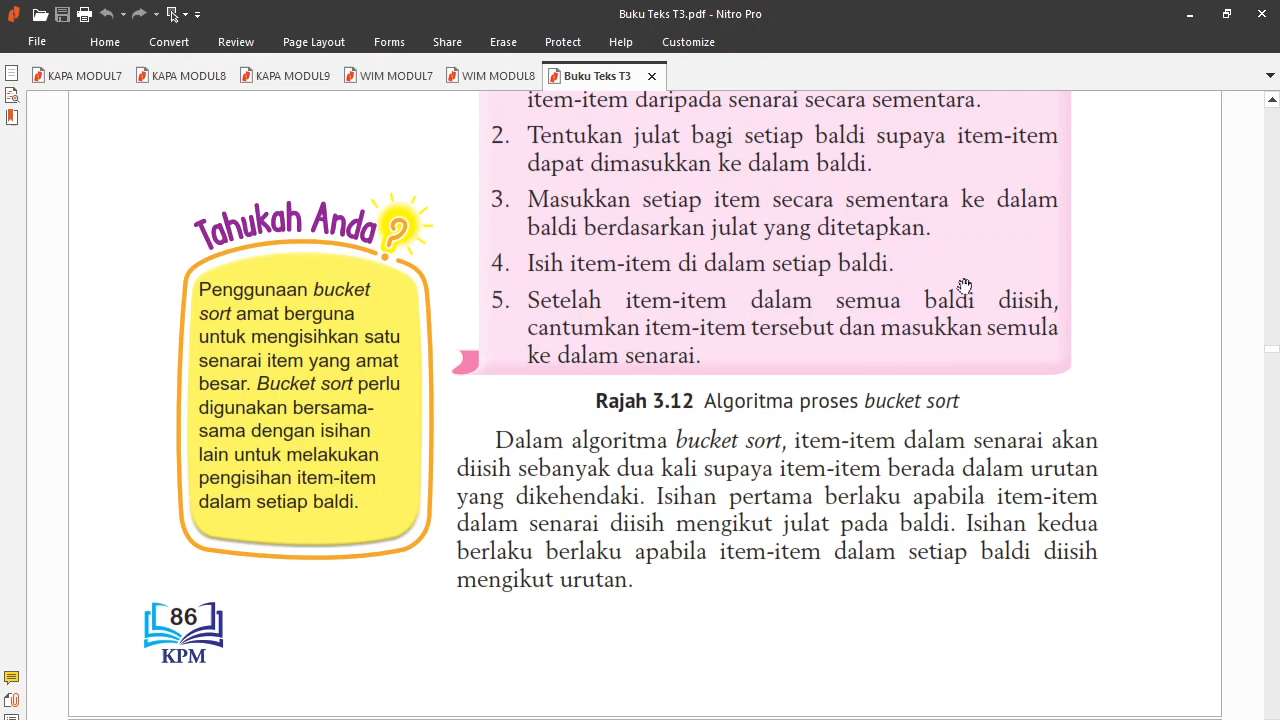 Buku Teks T3.pdf - Nitro Pro
File Home Convert Review Page Layout Forms Share Erase Protect Help Customize
KAPA MODUL7 KAPA MODUL8 KAPA MODUL9 WIM MODUL7 WIM MODUL8 Buku Teks T3
item-item daripada senarai secara sementara.
2. Tentukan julat bagi setiap baldi supaya item-item
dapat dimasukkan ke dalam baldi.
3. Masukkan setiap item secara sementara ke dalam
baldi berdasarkan julat yang ditetapkan.
4. Isih item-item di dalam setiap baldi.
5. Setelah item-item dalam semua baldi diisih,
cantumkan item-item tersebut dan masukkan semula
ke dalam senarai.
Rajah 3.12 Algoritma proses bucket sort
Tahukah Anda ?
Penggunaan bucket
sort amat berguna
untuk mengisihkan satu
senarai item yang amat
besar. Bucket sort perlu
digunakan bersama-
sama dengan isihan
lain untuk melakukan
pengisihan item-item
dalam setiap baldi.
Dalam algoritma bucket sort, item-item dalam senarai akan
diisih sebanyak dua kali supaya item-item berada dalam urutan
yang dikehendaki. Isihan pertama berlaku apabila item-item
dalam senarai diisih mengikut julat pada baldi. Isihan kedua
berlaku berlaku apabila item-item dalam setiap baldi diisih
mengikut urutan.
86
KPM